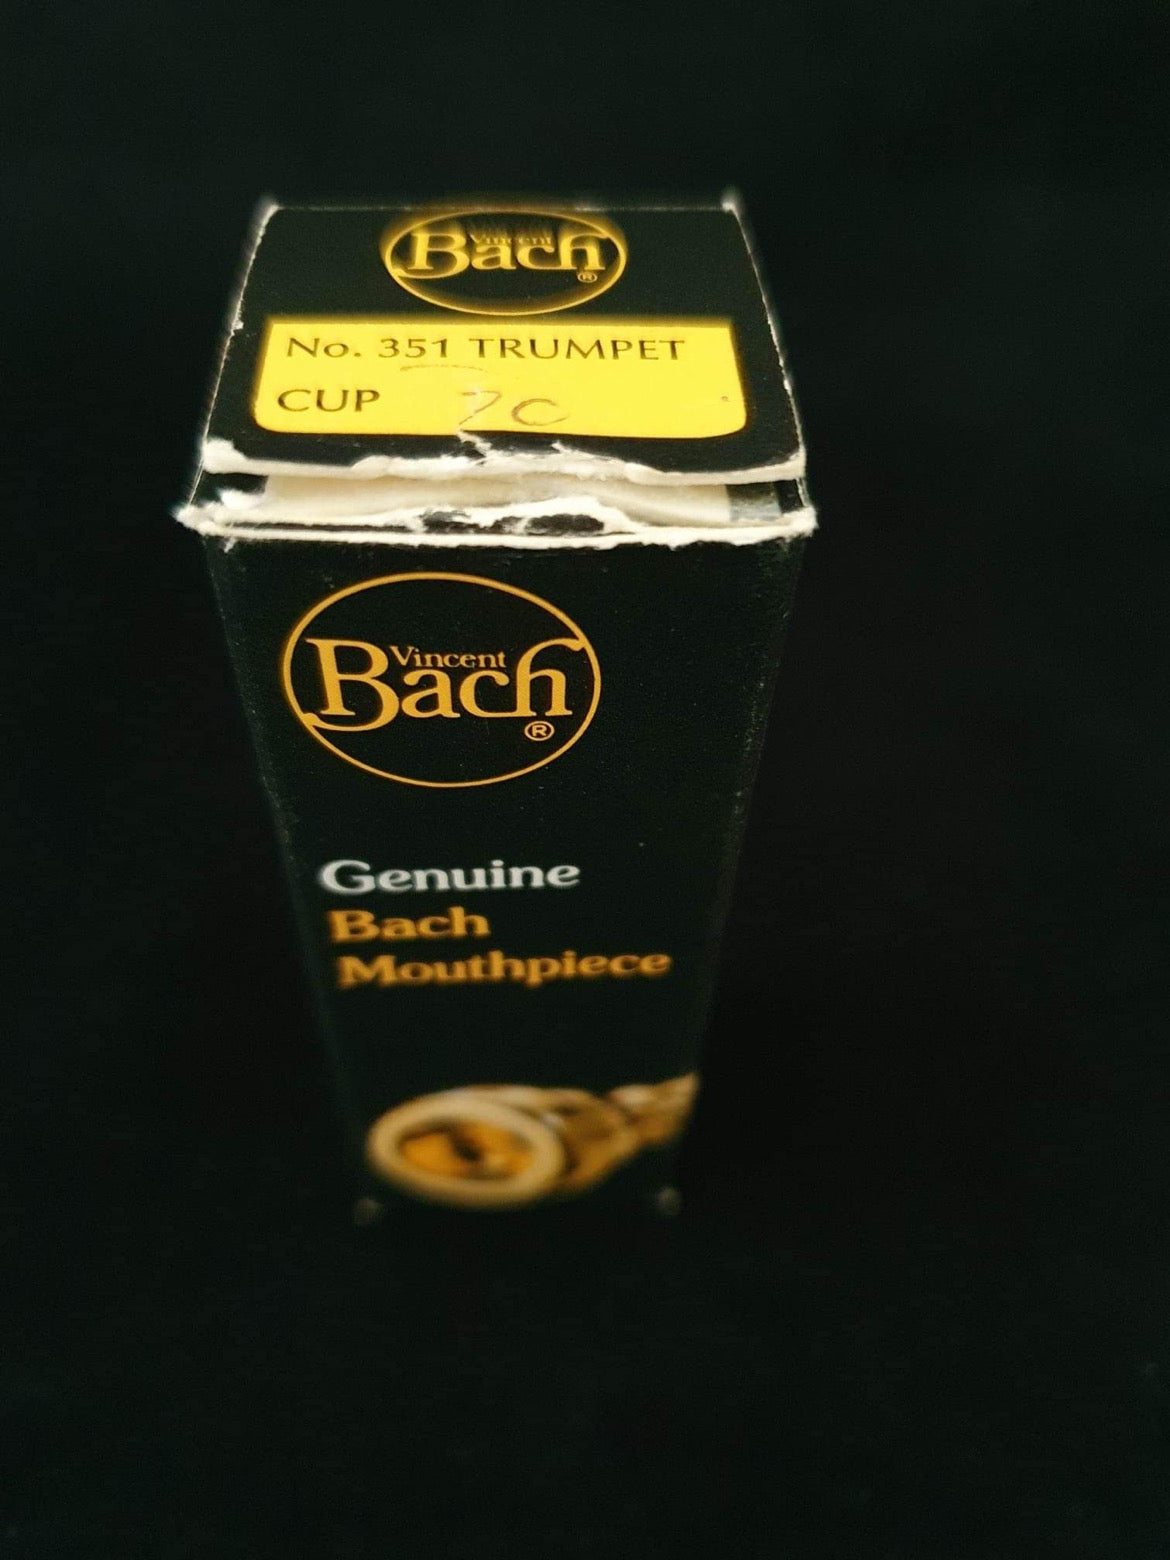 Vincent
Bach
®
No. 351 TRUMPET
CUP 7C
Vincent
Bach
®
Genuine
Bach
Mouthpiece